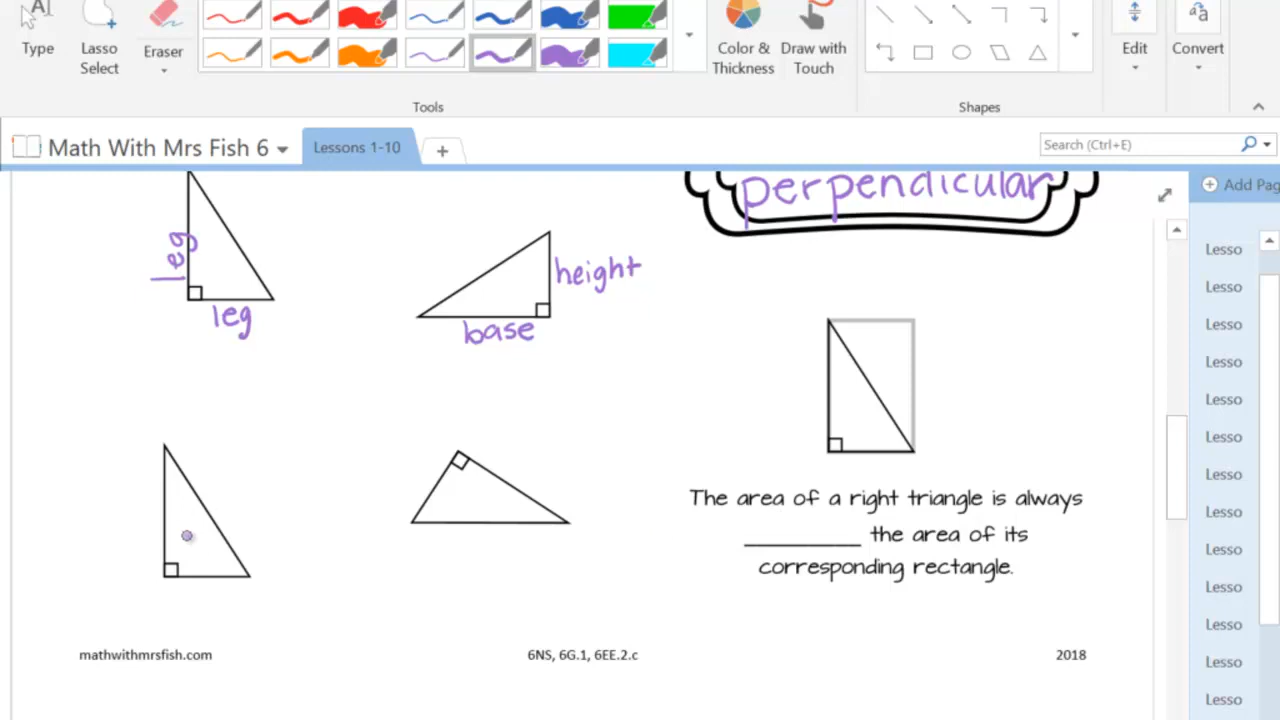 Type
Lasso
Select
Eraser
Color &
Thickness
Draw with
Touch
Edit
Convert
Tools
Shapes
Math With Mrs Fish 6
Lessons 1-10
+
Search (Ctrl+E)
Add Pag
perpendicular
leg
leg
height
base
The area of a right triangle is always
__________ the area of its
corresponding rectangle.
mathwithmrsfish.com
6NS, 6G.1, 6EE.2.c
2018
Lesso
Lesso
Lesso
Lesso
Lesso
Lesso
Lesso
Lesso
Lesso
Lesso
Lesso
Lesso
Lesso